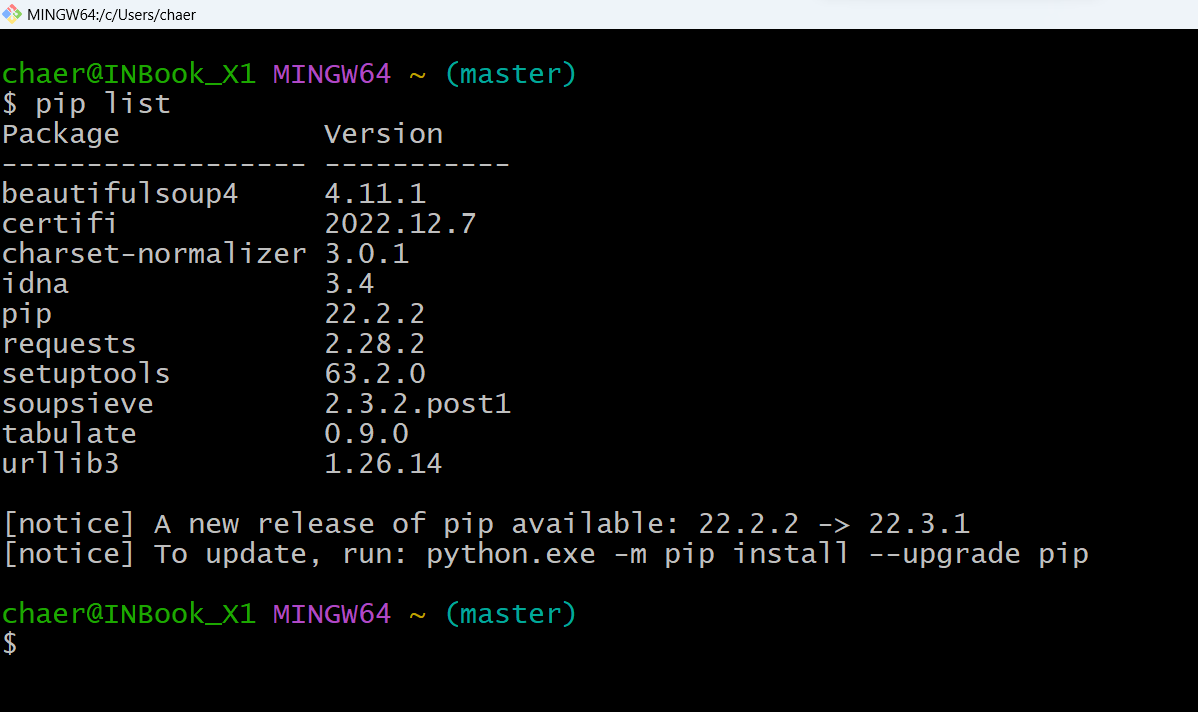 MINGW64:/c/Users/chaer
chaer@INBook_X1 MINGW64 ~ (master)
$ pip list
Package            Version
------------------ -----------
beautifulsoup4     4.11.1
certifi            2022.12.7
charset-normalizer 3.0.1
idna               3.4
pip                22.2.2
requests           2.28.2
setuptools         63.2.0
soupsieve          2.3.2.post1
tabulate           0.9.0
urllib3            1.26.14
[notice] A new release of pip available: 22.2.2 -> 22.3.1
[notice] To update, run: python.exe -m pip install --upgrade pip
chaer@INBook_X1 MINGW64 ~ (master)
$